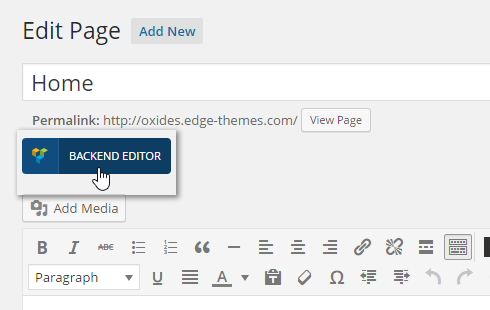 Edit Page Add New
Home
Permalink: http://oxides.edge-themes.com/ View Page
BACKEND EDITOR
Add Media
B I ABC
Paragraph U A Ω